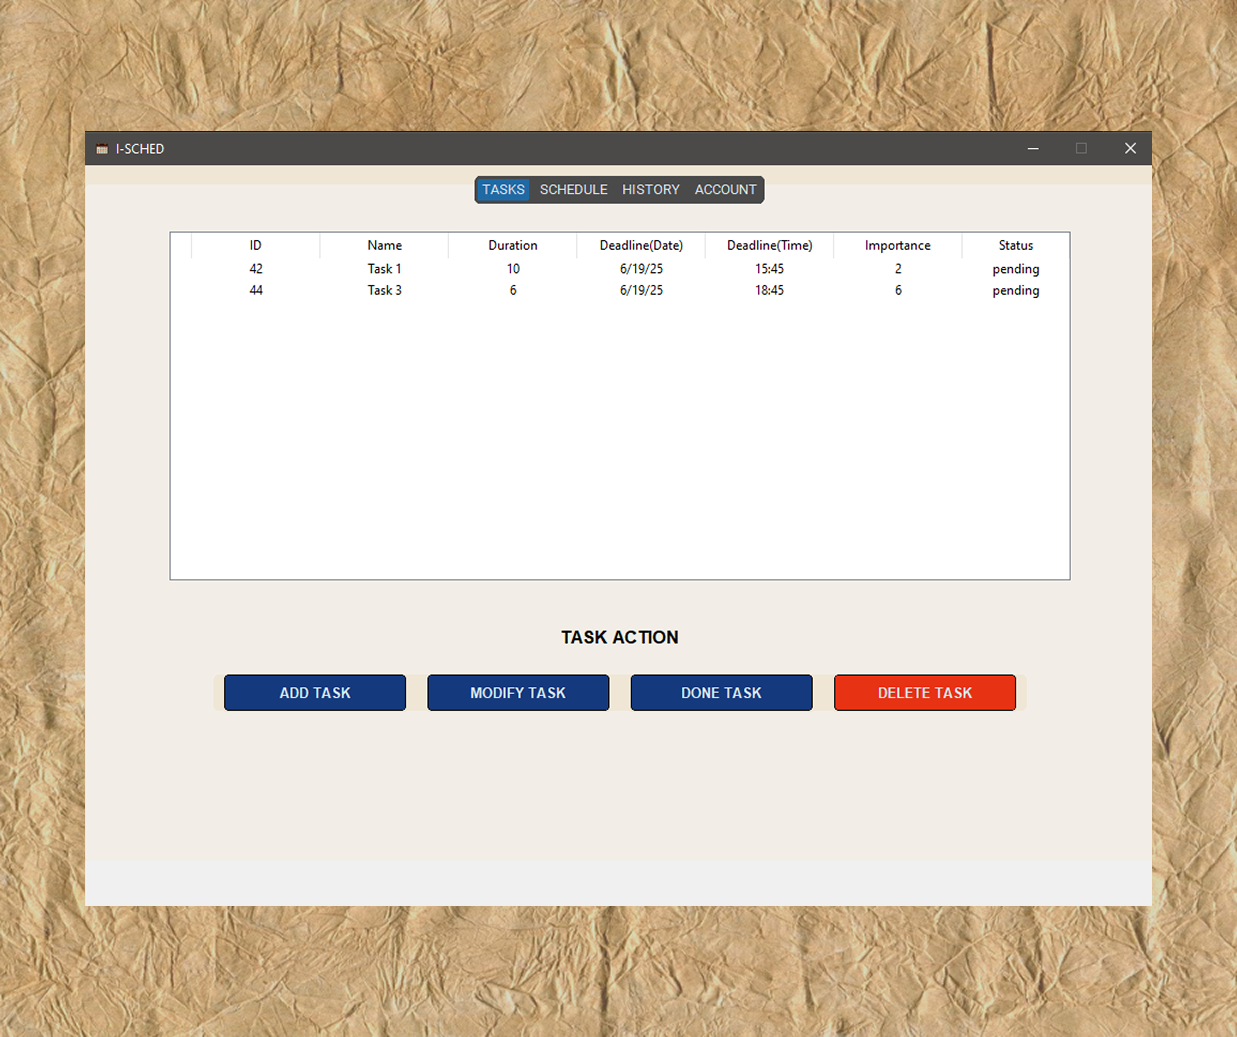 I-SCHED
TASKS SCHEDULE HISTORY ACCOUNT
ID Name Duration Deadline(Date) Deadline(Time) Importance Status
42 Task 1 10 6/19/25 15:45 2 pending
44 Task 3 6 6/19/25 18:45 6 pending
TASK ACTION
ADD TASK MODIFY TASK DONE TASK DELETE TASK